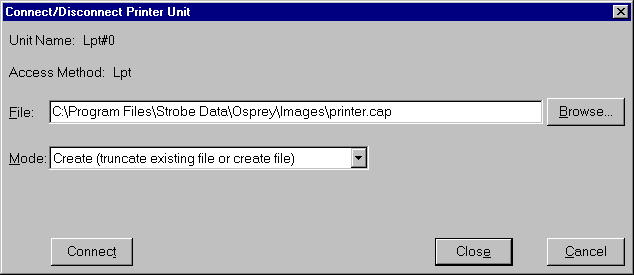 Connect/Disconnect Printer Unit
Unit Name: Lpt#0
Access Method: Lpt
File: C:\Program Files\Strobe Data\Osprey\Images\printer.cap Browse...
Mode: Create (truncate existing file or create file)
Connect Close Cancel